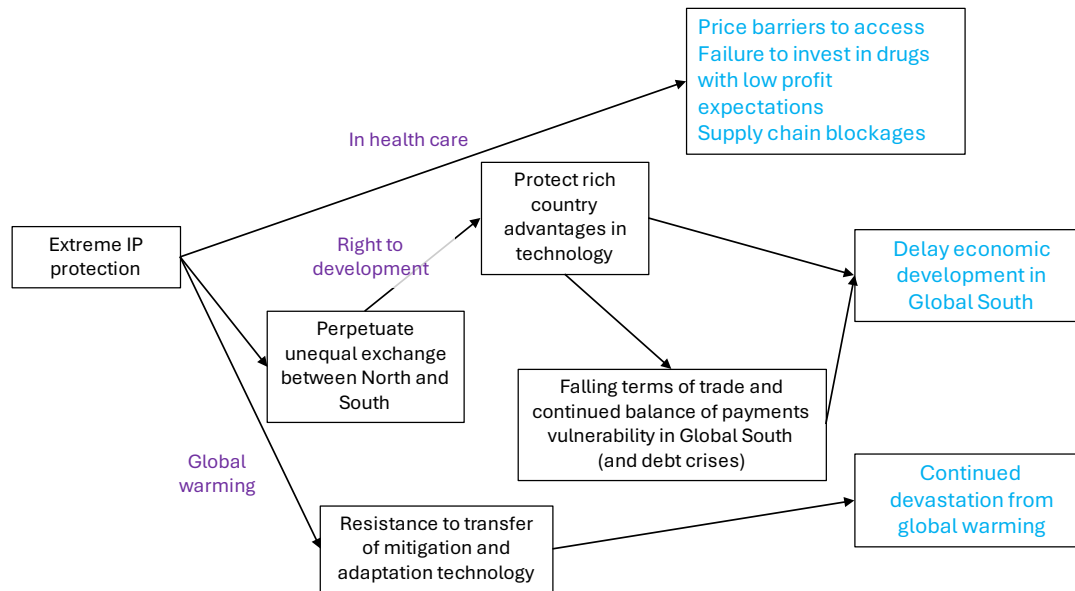 Price barriers to access
Failure to invest in drugs
with low profit
expectations
Supply chain blockages
In health care
Protect rich
country
advantages in
technology
Extreme IP
protection
Right to
development
Delay economic
development in
Global South
Perpetuate
unequal exchange
between North and
South
Falling terms of trade and
continued balance of payments
vulnerability in Global South
(and debt crises)
Global
warming
Continued
devastation from
global warming
Resistance to transfer
of mitigation and
adaptation technology